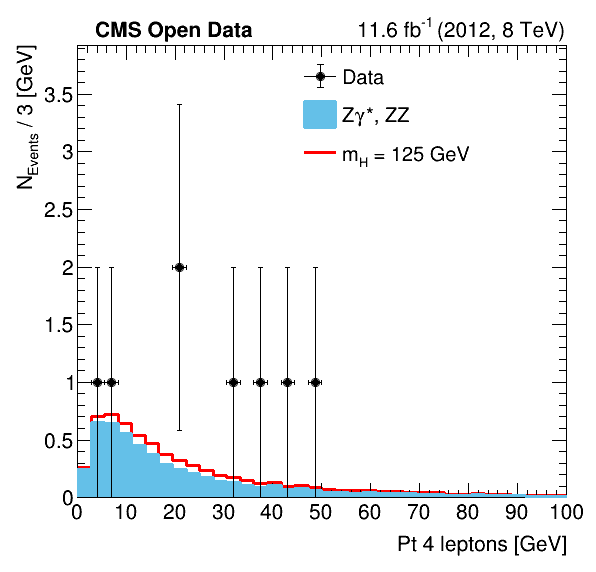 CMS Open Data 11.6 fb⁻¹ (2012, 8 TeV)
N_Events / 3 [GeV]
Data
Zγ*, ZZ
m_H = 125 GeV
3.5
3
2.5
2
1.5
1
0.5
0
0 10 20 30 40 50 60 70 80 90 100
Pt 4 leptons [GeV]